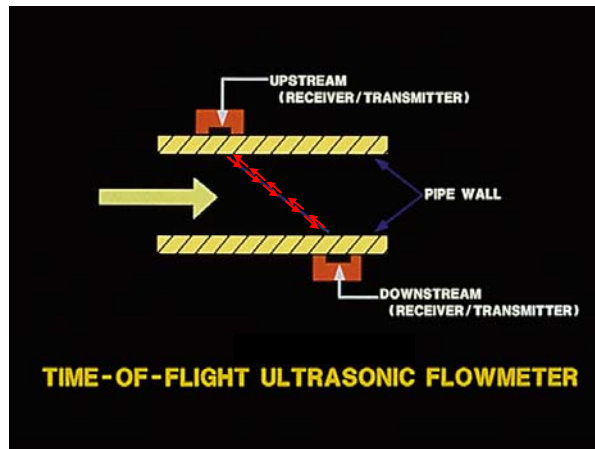 UPSTREAM
(RECEIVER/TRANSMITTER)
PIPE WALL
DOWNSTREAM
(RECEIVER/TRANSMITTER)
TIME-OF-FLIGHT ULTRASONIC FLOWMETER